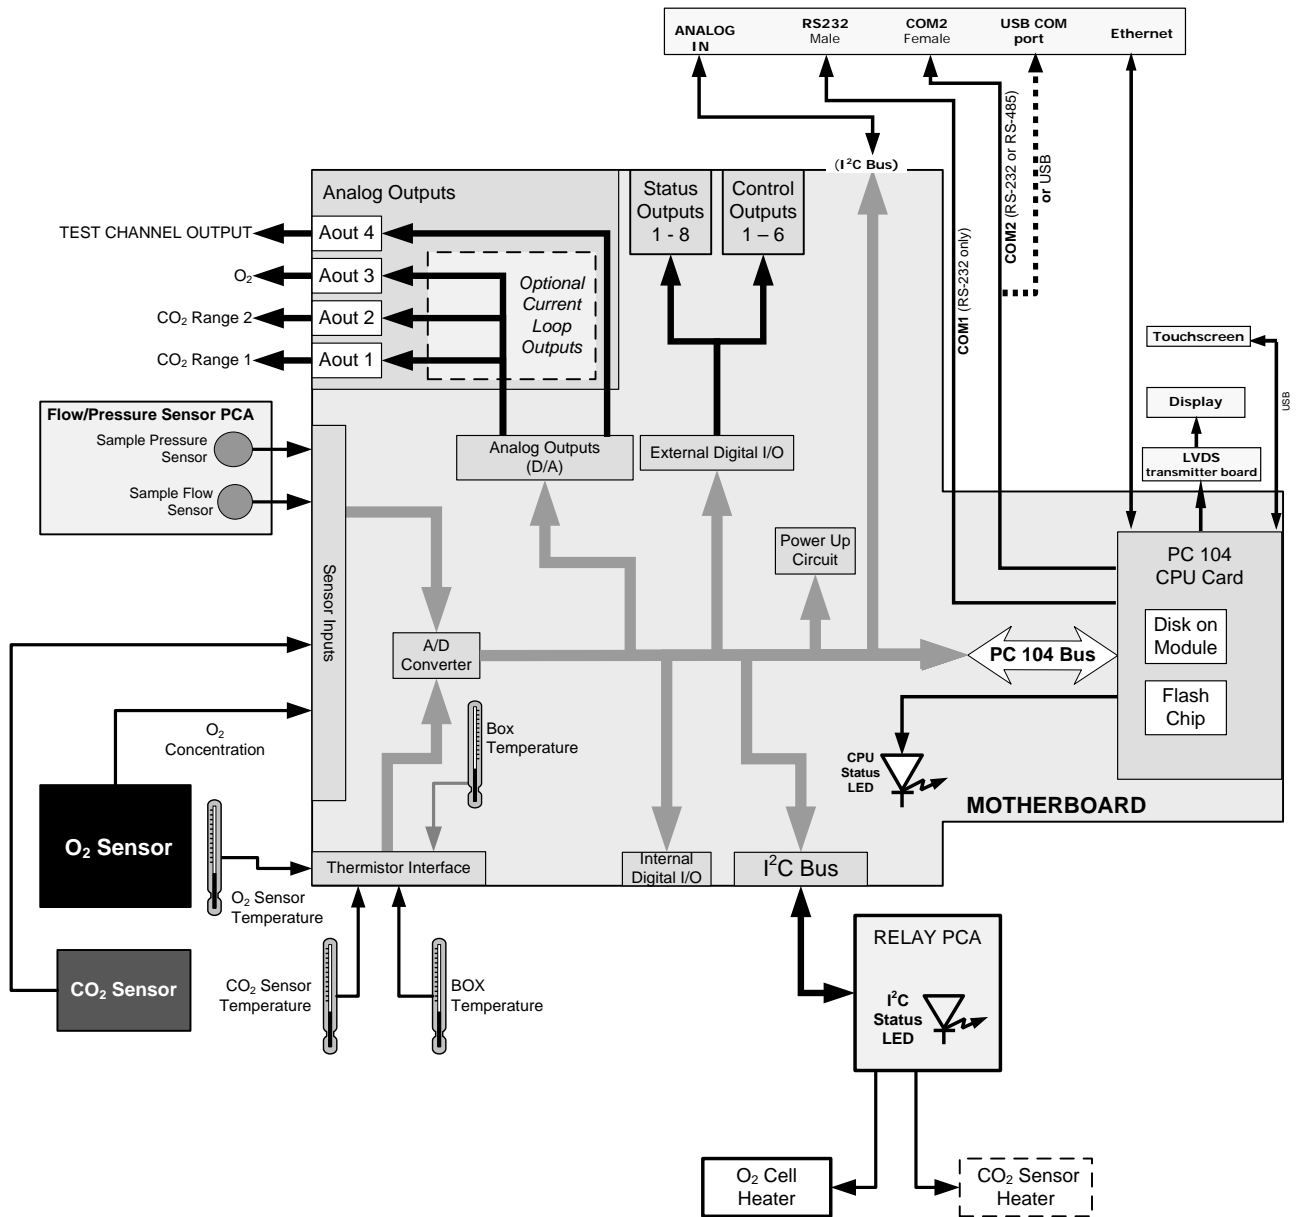 ANALOG
IN
RS232
Male
COM2
Female
USB COM
port
Ethernet
(I²C Bus)
COM1 (RS-232 only)
COM2 (RS-232 or RS-485)
or USB
Analog Outputs
Status
Outputs
1 - 8
Control
Outputs
1 – 6
TEST CHANNEL OUTPUT
Aout 4
O₂
Aout 3
CO₂ Range 2
Aout 2
CO₂ Range 1
Aout 1
Optional
Current
Loop
Outputs
Touchscreen
USB
Display
LVDS
transmitter board
Flow/Pressure Sensor PCA
Sample Pressure
Sensor
Sample Flow
Sensor
Analog Outputs
(D/A)
External Digital I/O
Power Up
Circuit
PC 104
CPU Card
Disk on
Module
Flash
Chip
Sensor Inputs
A/D
Converter
PC 104 Bus
O₂
Concentration
Box
Temperature
CPU
Status
LED
MOTHERBOARD
O₂ Sensor
Thermistor Interface
Internal
Digital I/O
I²C Bus
O₂ Sensor
Temperature
CO₂ Sensor
CO₂ Sensor
Temperature
BOX
Temperature
RELAY PCA
I²C
Status
LED
O₂ Cell
Heater
CO₂ Sensor
Heater